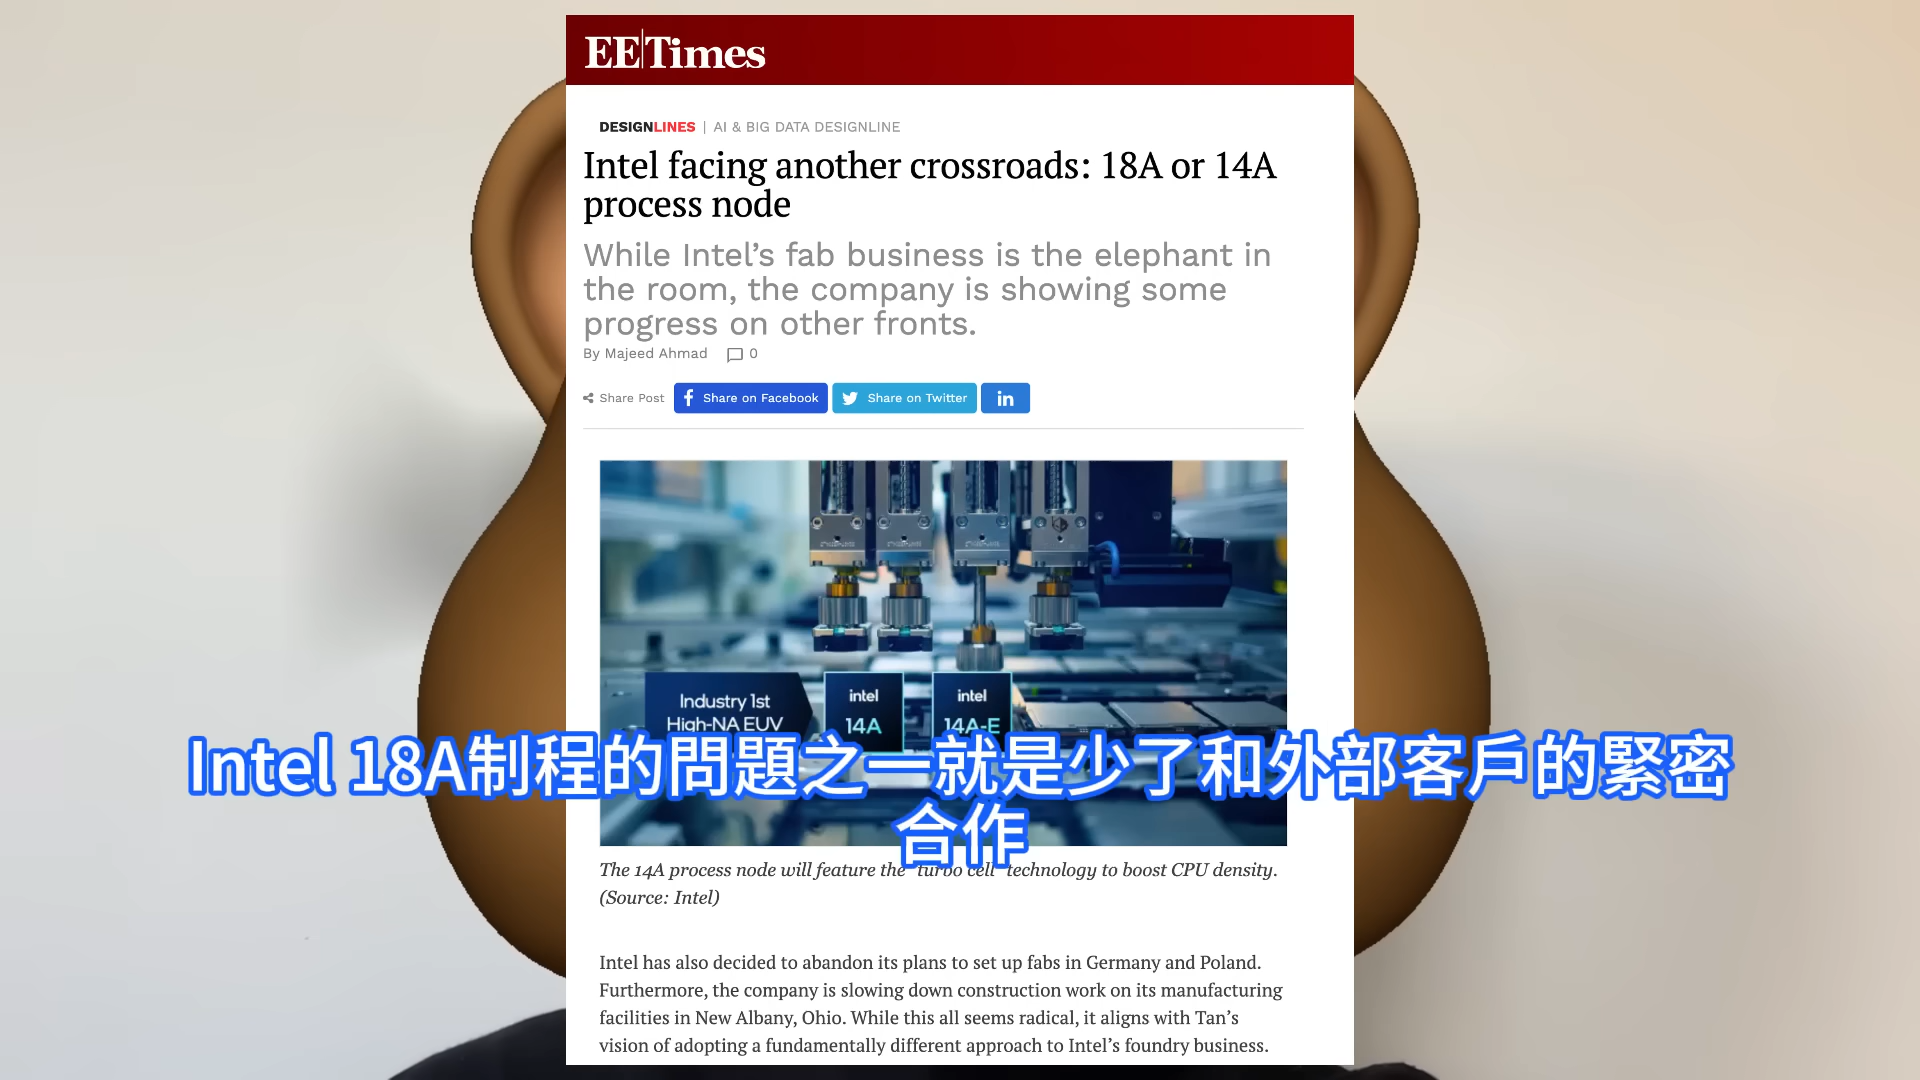 EETimes
DESIGNLINES | AI & BIG DATA DESIGNLINE
Intel facing another crossroads: 18A or 14A
process node
While Intel’s fab business is the elephant in
the room, the company is showing some
progress on other fronts.
By Majeed Ahmad 0
Share Post Share on Facebook Share on Twitter in
Industry 1st
High-NA EUV
intel
14A
intel
14A-E
Intel 18A制程的問題之一就是少了和外部客戶的緊密
合作
The 14A process node will feature the "turbo cell" technology to boost CPU density.
(Source: Intel)
Intel has also decided to abandon its plans to set up fabs in Germany and Poland.
Furthermore, the company is slowing down construction work on its manufacturing
facilities in New Albany, Ohio. While this all seems radical, it aligns with Tan’s
vision of adopting a fundamentally different approach to Intel’s foundry business.